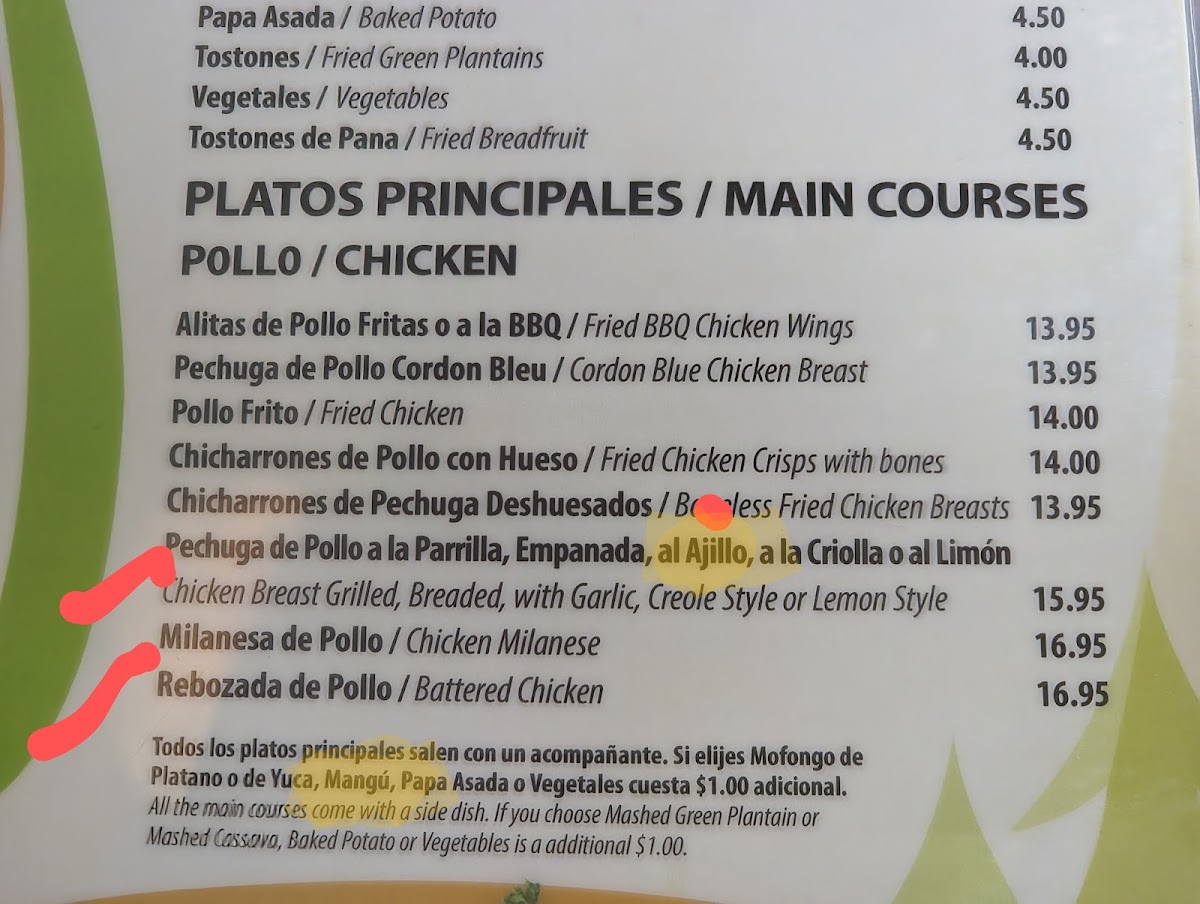 Papa Asada / Baked Potato 4.50
Tostones / Fried Green Plantains 4.00
Vegetales / Vegetables 4.50
Tostones de Pana / Fried Breadfruit 4.50
PLATOS PRINCIPALES / MAIN COURSES
POLLO / CHICKEN
Alitas de Pollo Fritas o a la BBQ / Fried BBQ Chicken Wings 13.95
Pechuga de Pollo Cordon Bleu / Cordon Blue Chicken Breast 13.95
Pollo Frito / Fried Chicken 14.00
Chicharrones de Pollo con Hueso / Fried Chicken Crisps with bones 14.00
Chicharrones de Pechuga Deshuesados / Fried Chicken Breasts 13.95
Pechuga de Pollo a la Parrilla, Empanada, al Ajillo, a la Criolla o al Limón
Chicken Breast Grilled, Breaded, with Garlic, Creole Style or Lemon Style 15.95
Milanesa de Pollo / Chicken Milanese 16.95
Rebozada de Pollo / Battered Chicken 16.95
Todos los platos principales salen con un acompañante. Si elijes Mofongo de
Platano o de Yuca, Mangú, Papa Asada o Vegetales cuesta $1.00 adicional.
All the main courses come with a side dish. If you choose Mashed Green Plantain or
Mashed Cassava, Baked Potato or Vegetables is a additional $1.00.